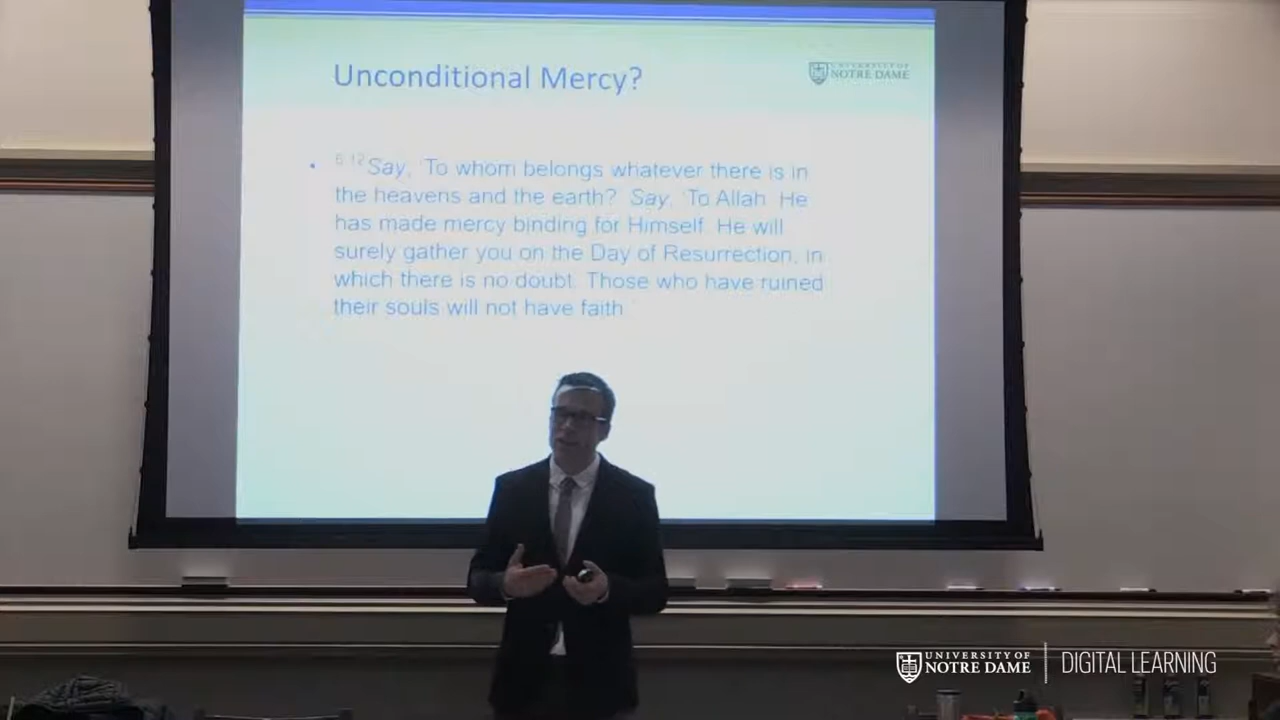 Unconditional Mercy?
UNIVERSITY OF
NOTRE DAME
• 6:12 Say, 'To whom belongs whatever there is in
the heavens and the earth?' Say, 'To Allah. He
has made mercy binding for Himself. He will
surely gather you on the Day of Resurrection, in
which there is no doubt. Those who have ruined
their souls will not have faith.'
UNIVERSITY OF
NOTRE DAME
DIGITAL LEARNING